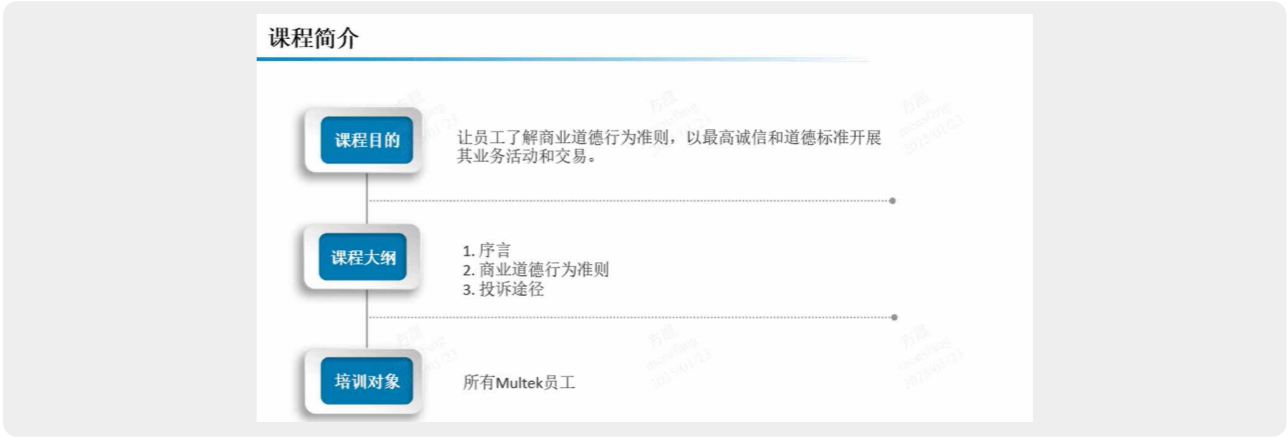 课程简介
课程目的
让员工了解商业道德行为准则，以最高诚信和道德标准开展
其业务活动和交易。
课程大纲
1. 序言
2. 商业道德行为准则
3. 投诉途径
培训对象
所有Multek员工